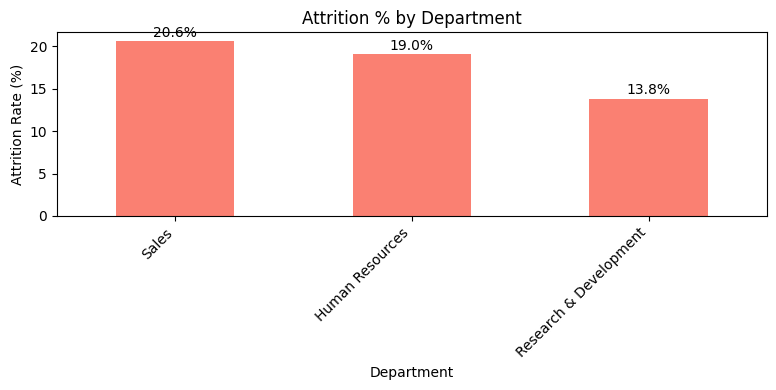 Attrition % by Department
Attrition Rate (%)
20
15
10
5
0
20.6%
19.0%
13.8%
Sales
Human Resources
Research & Development
Department